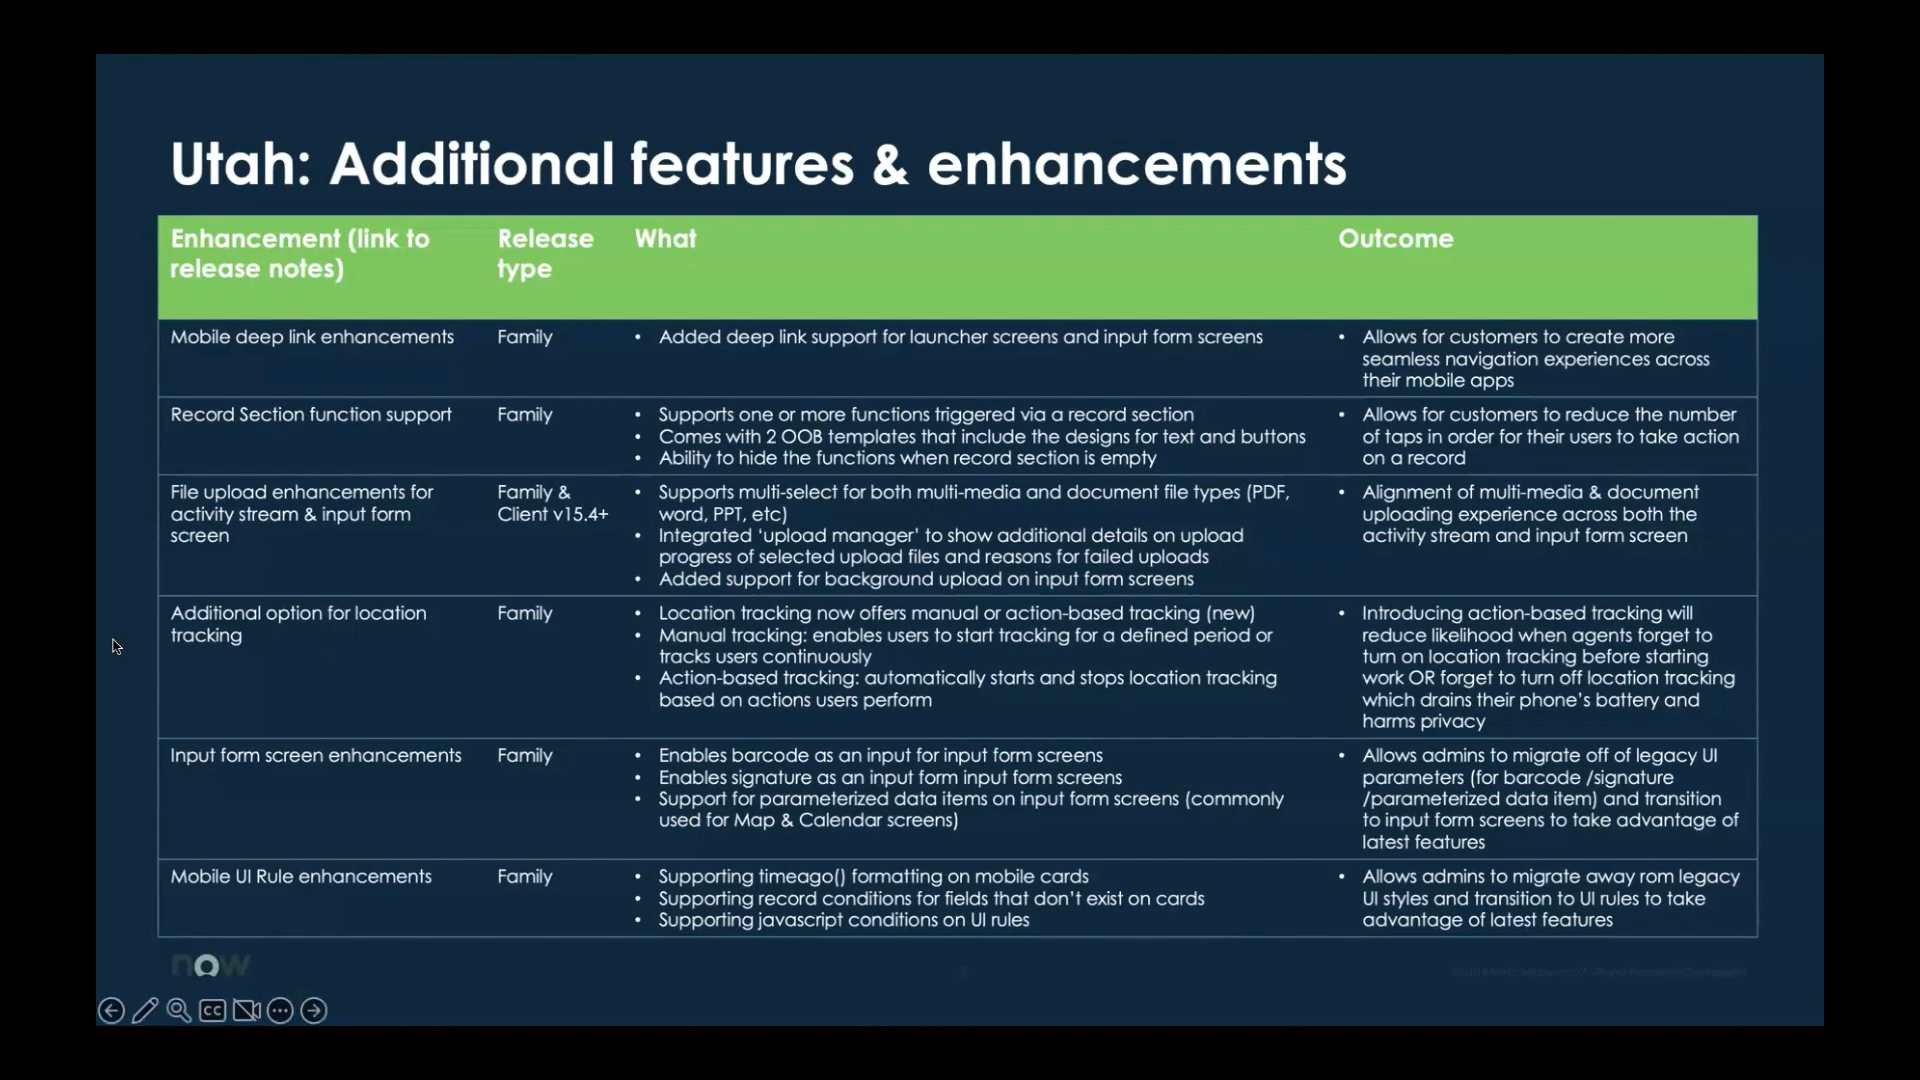 Utah: Additional features & enhancements
Enhancement (link to
release notes)
Release
type
What
Outcome
Mobile deep link enhancements
Family
• Added deep link support for launcher screens and input form screens
• Allows for customers to create more
seamless navigation experiences across
their mobile apps
Record Section function support
Family
• Supports one or more functions triggered via a record section
• Comes with 2 OOB templates that include the designs for text and buttons
• Ability to hide the functions when record section is empty
• Allows for customers to reduce the number
of taps in order for their users to take action
on a record
File upload enhancements for
activity stream & input form
screen
Family &
Client v15.4+
• Supports multi-select for both multi-media and document file types (PDF,
word, PPT, etc)
• Integrated ‘upload manager’ to show additional details on upload
progress of selected upload files and reasons for failed uploads
• Added support for background upload on input form screens
• Alignment of multi-media & document
uploading experience across both the
activity stream and input form screen
Additional option for location
tracking
Family
• Location tracking now offers manual or action-based tracking (new)
• Manual tracking: enables users to start tracking for a defined period or
tracks users continuously
• Action-based tracking: automatically starts and stops location tracking
based on actions users perform
• Introducing action-based tracking will
reduce likelihood when agents forget to
turn on location tracking before starting
work OR forget to turn off location tracking
which drains their phone’s battery and
harms privacy
Input form screen enhancements
Family
• Enables barcode as an input for input form screens
• Enables signature as an input form input form screens
• Support for parameterized data items on input form screens (commonly
used for Map & Calendar screens)
• Allows admins to migrate off of legacy UI
parameters (for barcode /signature
/parameterized data item) and transition
to input form screens to take advantage of
latest features
Mobile UI Rule enhancements
Family
• Supporting timeago() formatting on mobile cards
• Supporting record conditions for fields that don’t exist on cards
• Supporting javascript conditions on UI rules
• Allows admins to migrate away rom legacy
UI styles and transition to UI rules to take
advantage of latest features
now
CC